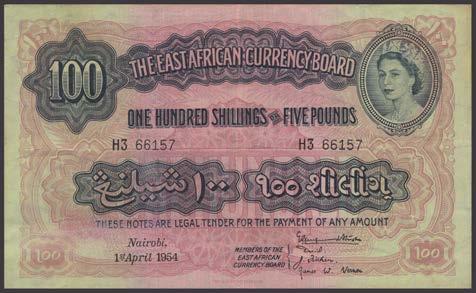 100
THE EAST AFRICAN CURRENCY BOARD
ONE HUNDRED SHILLINGS OR FIVE POUNDS
H3 66157 H3 66157
١٠٠ شيلينغ ૧૦૦ શીલીંગ
THESE NOTES ARE LEGAL TENDER FOR THE PAYMENT OF ANY AMOUNT
Nairobi,
1st April 1954
MEMBERS OF THE
EAST AFRICAN
CURRENCY BOARD
100 100